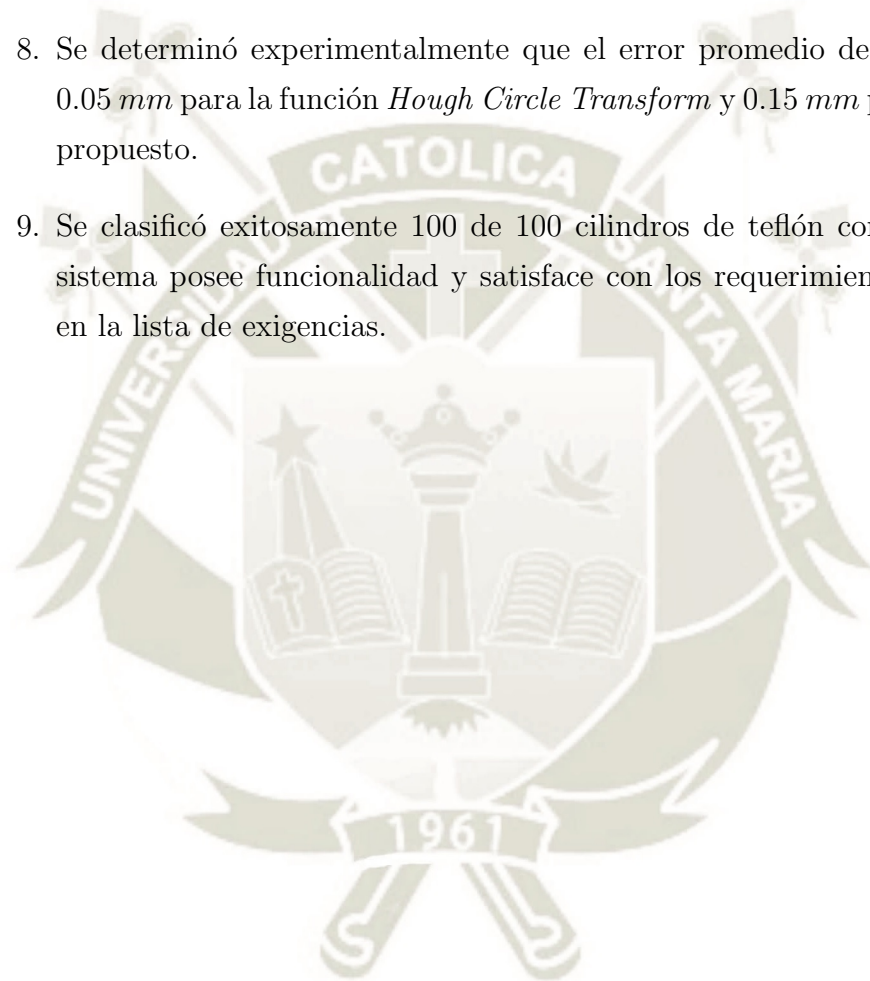 8. Se determinó experimentalmente que el error promedio de
0.05 mm para la función Hough Circle Transform y 0.15 mm
propuesto.
9. Se clasificó exitosamente 100 de 100 cilindros de teflón
sistema posee funcionalidad y satisface con los
en la lista de exigencias.
UNIVERSIDAD CATOLICA SANTA MARIA
1961